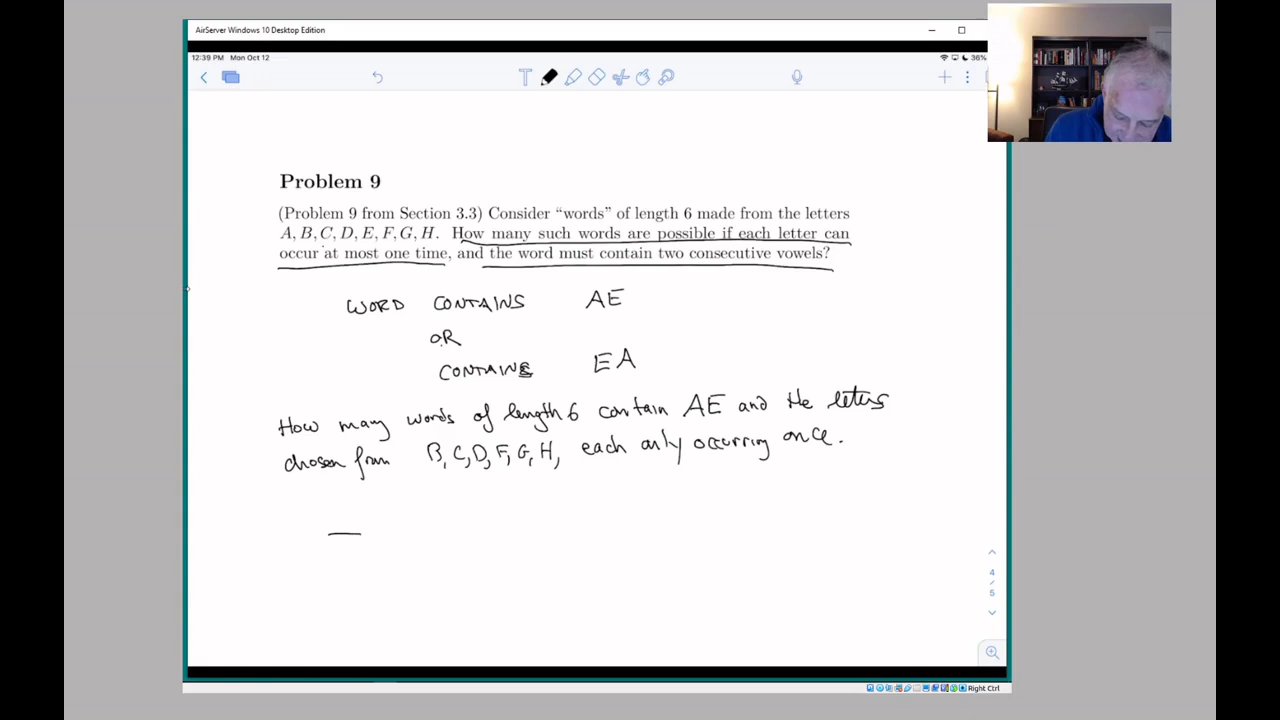 AirServer Windows 10 Desktop Edition
12:39 PM Mon Oct 12
36%
Problem 9
(Problem 9 from Section 3.3) Consider “words” of length 6 made from the letters
A, B, C, D, E, F, G, H. How many such words are possible if each letter can
occur at most one time, and the word must contain two consecutive vowels?
WORD CONTAINS AE
OR
CONTAINS EA
How many words of length 6 contain AE and the letters
chosen from B, C, D, F, G, H, each only occurring once.
4
/
5
Right Ctrl